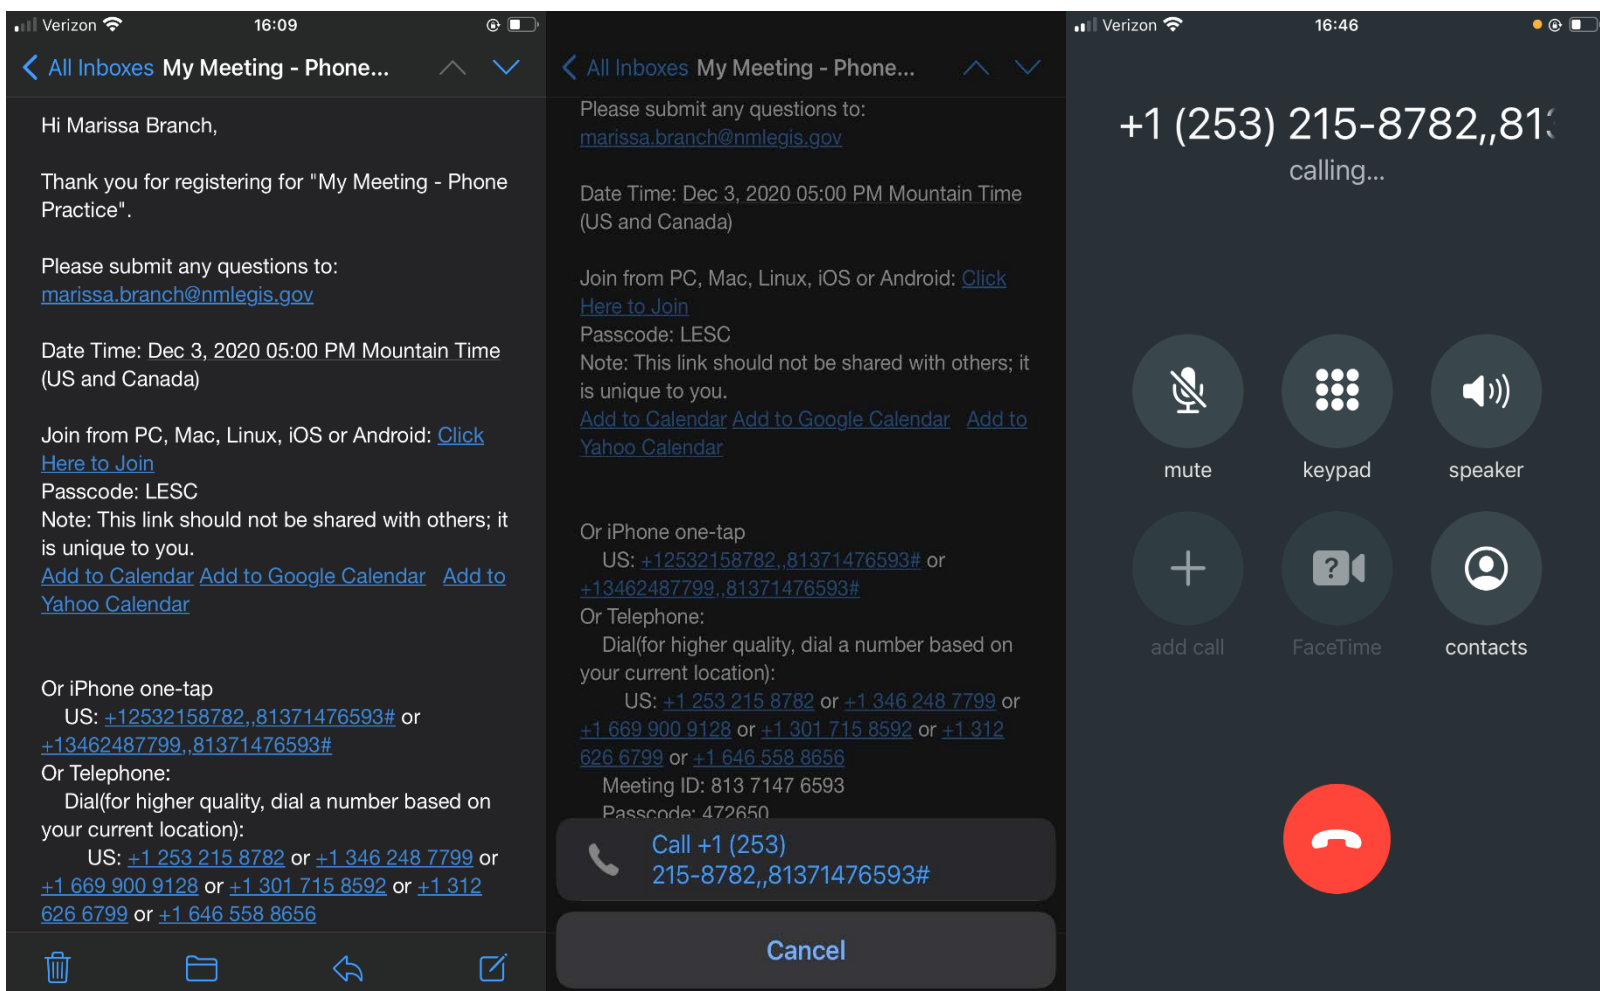 Verizon 16:09
All Inboxes My Meeting - Phone...
Hi Marissa Branch,
Thank you for registering for "My Meeting - Phone
Practice".
Please submit any questions to:
marissa.branch@nmlegis.gov
Date Time: Dec 3, 2020 05:00 PM Mountain Time
(US and Canada)
Join from PC, Mac, Linux, iOS or Android: Click
Here to Join
Passcode: LESC
Note: This link should not be shared with others; it
is unique to you.
Add to Calendar Add to Google Calendar Add to
Yahoo Calendar
Or iPhone one-tap
US: +12532158782,,81371476593# or
+13462487799,,81371476593#
Or Telephone:
Dial(for higher quality, dial a number based on
your current location):
US: +1 253 215 8782 or +1 346 248 7799 or
+1 669 900 9128 or +1 301 715 8592 or +1 312
626 6799 or +1 646 558 8656
All Inboxes My Meeting - Phone...
Please submit any questions to:
marissa.branch@nmlegis.gov
Date Time: Dec 3, 2020 05:00 PM Mountain Time
(US and Canada)
Join from PC, Mac, Linux, iOS or Android: Click
Here to Join
Passcode: LESC
Note: This link should not be shared with others; it
is unique to you.
Add to Calendar Add to Google Calendar Add to
Yahoo Calendar
Or iPhone one-tap
US: +12532158782,,81371476593# or
+13462487799,,81371476593#
Or Telephone:
Dial(for higher quality, dial a number based on
your current location):
US: +1 253 215 8782 or +1 346 248 7799 or
+1 669 900 9128 or +1 301 715 8592 or +1 312
626 6799 or +1 646 558 8656
Meeting ID: 813 7147 6593
Passcode: 472650
Call +1 (253)
215-8782,,81371476593#
Cancel
Verizon 16:46
+1 (253) 215-8782,,81
calling...
mute keypad speaker
add call FaceTime contacts